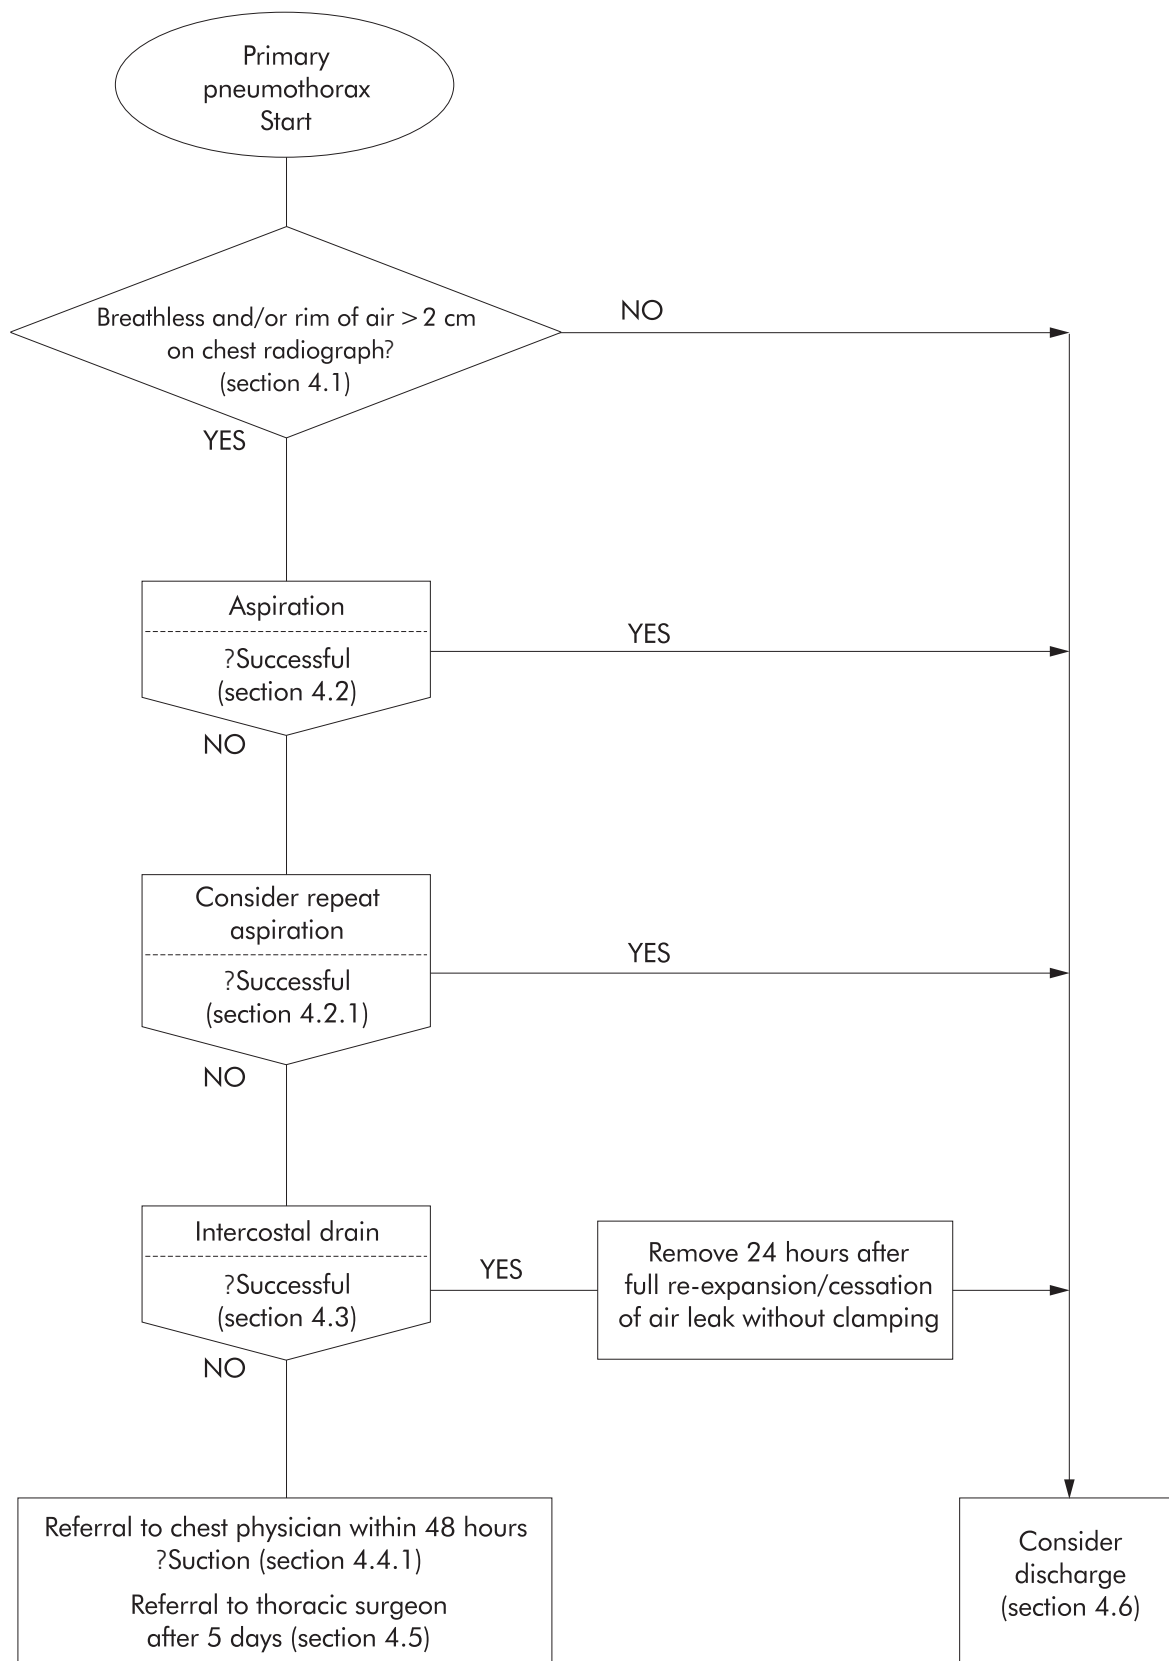 Primary
pneumothorax
Start
Breathless and/or rim of air > 2 cm
on chest radiograph?
(section 4.1)
NO
YES
Aspiration
?Successful
(section 4.2)
YES
NO
Consider repeat
aspiration
?Successful
(section 4.2.1)
YES
NO
Intercostal drain
?Successful
(section 4.3)
YES
Remove 24 hours after
full re-expansion/cessation
of air leak without clamping
NO
Referral to chest physician within 48 hours
?Suction (section 4.4.1)
Referral to thoracic surgeon
after 5 days (section 4.5)
Consider
discharge
(section 4.6)